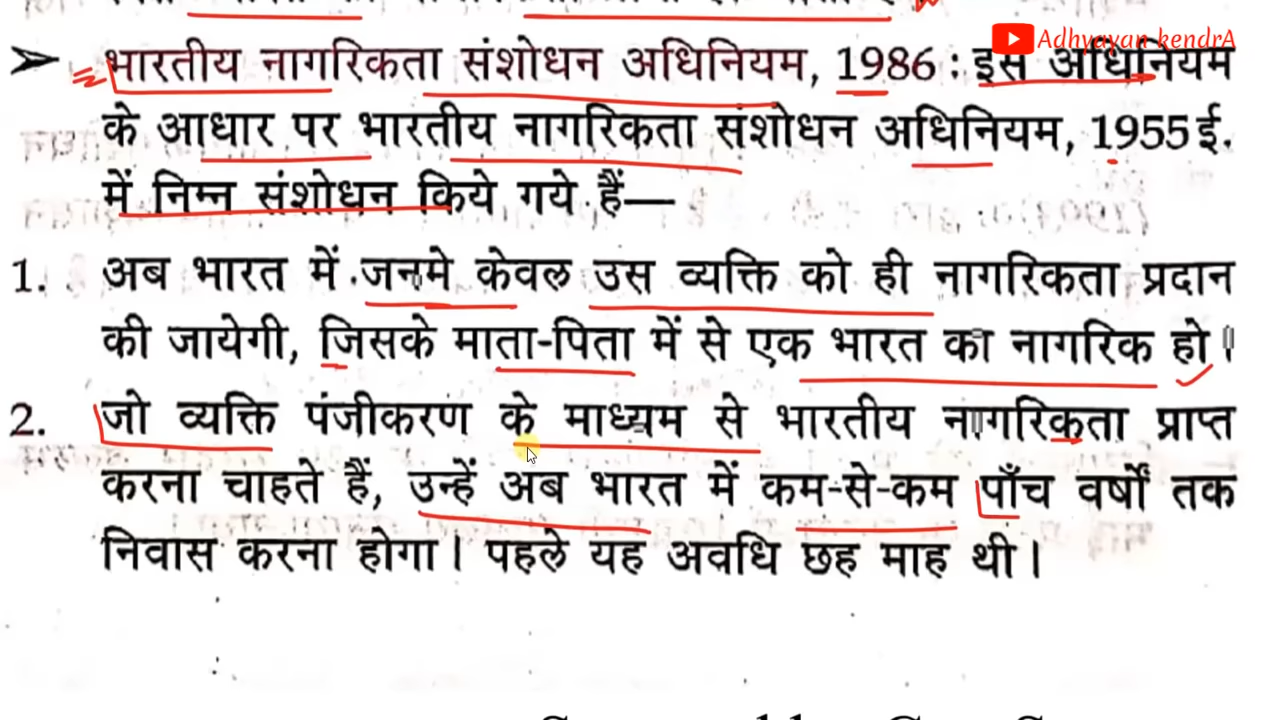 Adhyayan kendrA
➤ भारतीय नागरिकता संशोधन अधिनियम, 1986 : इस अधिनियम
के आधार पर भारतीय नागरिकता संशोधन अधिनियम, 1955 ई.
में निम्न संशोधन किये गये हैं—
1. अब भारत में जनमे केवल उस व्यक्ति को ही नागरिकता प्रदान
की जायेगी, जिसके माता-पिता में से एक भारत का नागरिक हो।
2. जो व्यक्ति पंजीकरण के माध्यम से भारतीय नागरिकता प्राप्त
करना चाहते हैं, उन्हें अब भारत में कम-से-कम पाँच वर्षों तक
निवास करना होगा। पहले यह अवधि छह माह थी।